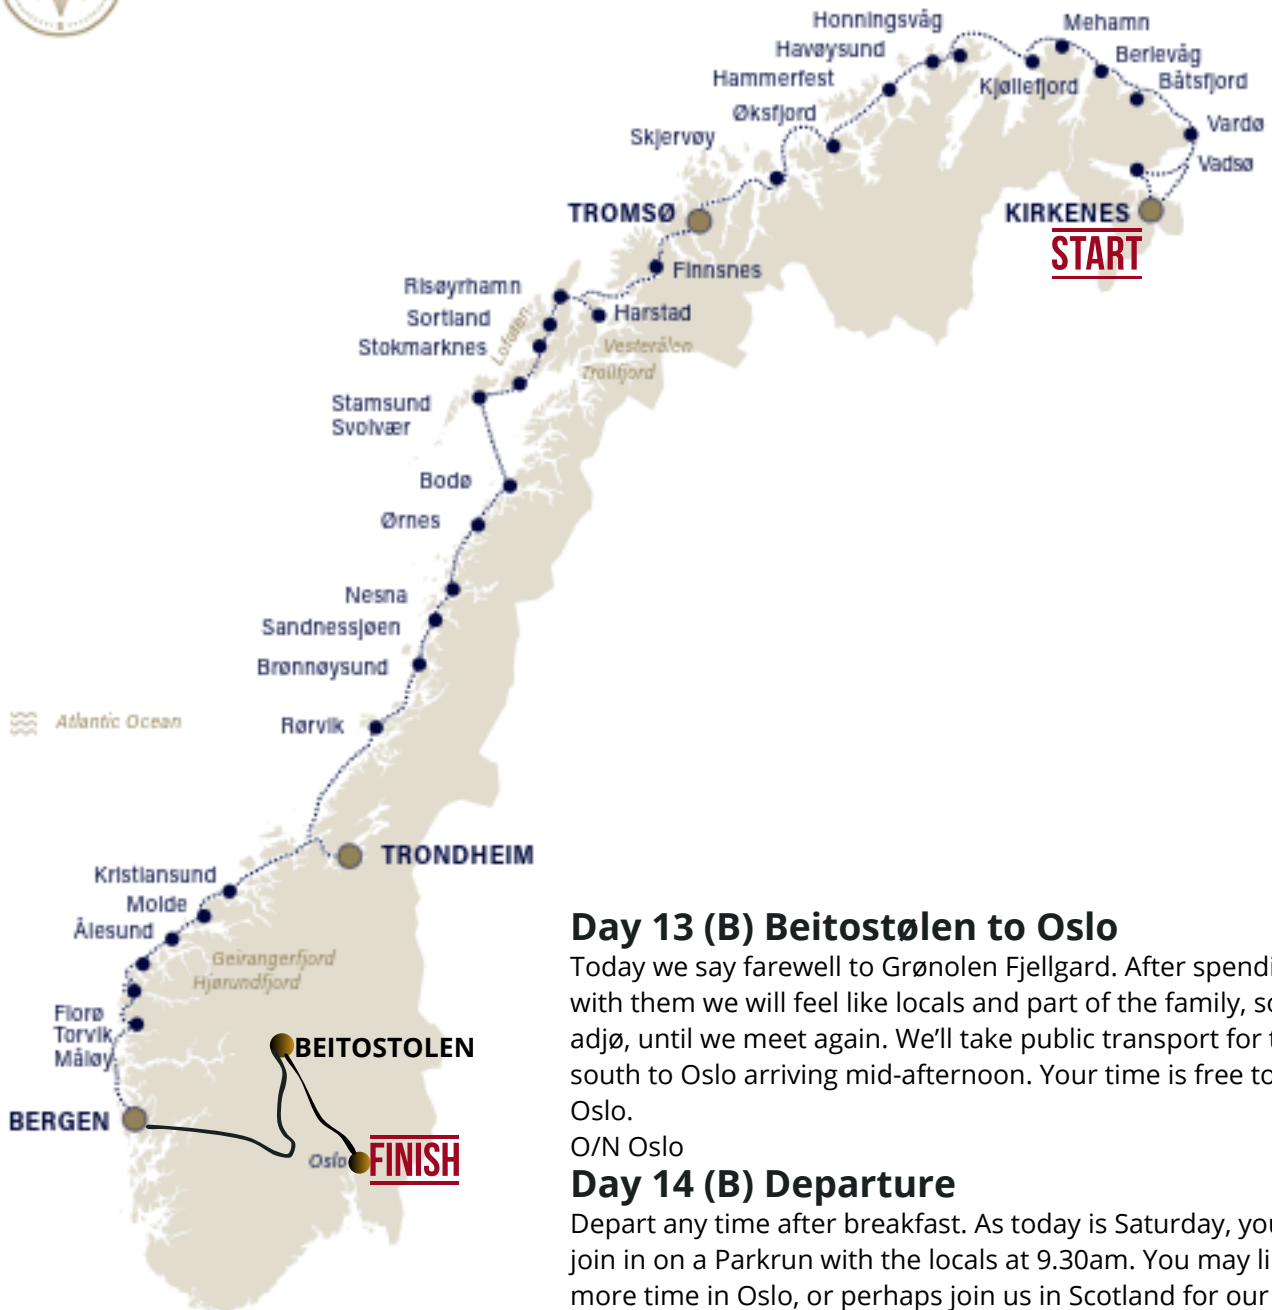 Honningsvåg
Mehamn
Havøysund
Berlevåg
Hammerfest
Kjøllefjord
Båtsfjord
Øksfjord
Vardø
Skjervøy
Vadsø
TROMSØ
KIRKENES
START
Finnsnes
Risøyrhamn
Harstad
Sortland
Lofoten
Stokmarknes
Vesterålen
Trollfjord
Stamsund
Svolvær
Bodø
Ørnes
Nesna
Sandnessjøen
Brønnøysund
Atlantic Ocean
Rørvik
TRONDHEIM
Kristiansund
Molde
Ålesund
Geirangerfjord
Hjørundfjord
Florø
Torvik
Måløy
BEITOSTOLEN
BERGEN
Oslo
FINISH
Day 13 (B) Beitostølen to Oslo
Today we say farewell to Grønolen Fjellgard. After spendi
with them we will feel like locals and part of the family, so
adjø, until we meet again. We’ll take public transport for t
south to Oslo arriving mid-afternoon. Your time is free to
Oslo.
O/N Oslo
Day 14 (B) Departure
Depart any time after breakfast. As today is Saturday, you
join in on a Parkrun with the locals at 9.30am. You may li
more time in Oslo, or perhaps join us in Scotland for our